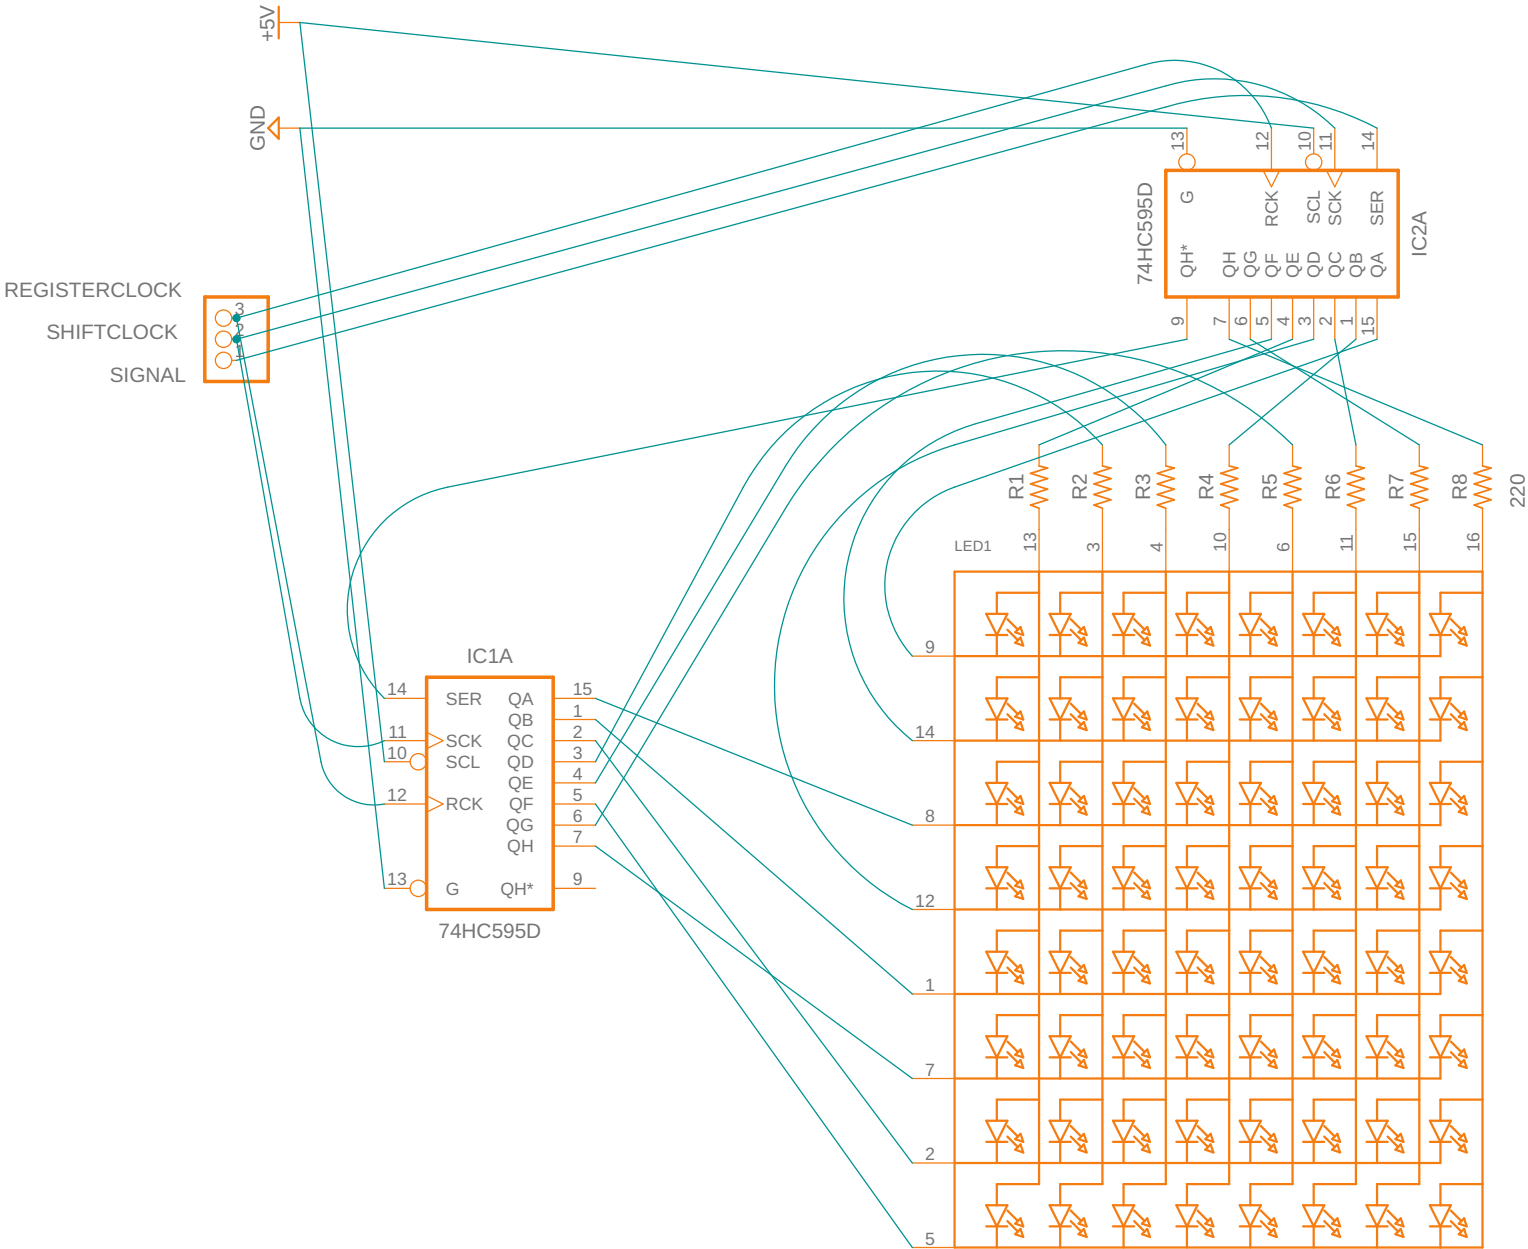 +5V
GND
13
12
10
11
14
G
RCK
SCL
SCK
SER
74HC595D
IC2A
QH*
QH
QG
QF
QE
QD
QC
QB
QA
9
7
6
5
4
3
2
1
15
REGISTERCLOCK
3
SHIFTCLOCK
2
SIGNAL
1
R1
R2
R3
R4
R5
R6
R7
R8
220
LED1
13
3
4
10
6
11
15
16
9
14
8
12
1
7
2
5
IC1A
14 SER QA 15
QB 1
11 SCK QC 2
10 SCL QD 3
QE 4
12 RCK QF 5
QG 6
QH 7
13 G QH* 9
74HC595D